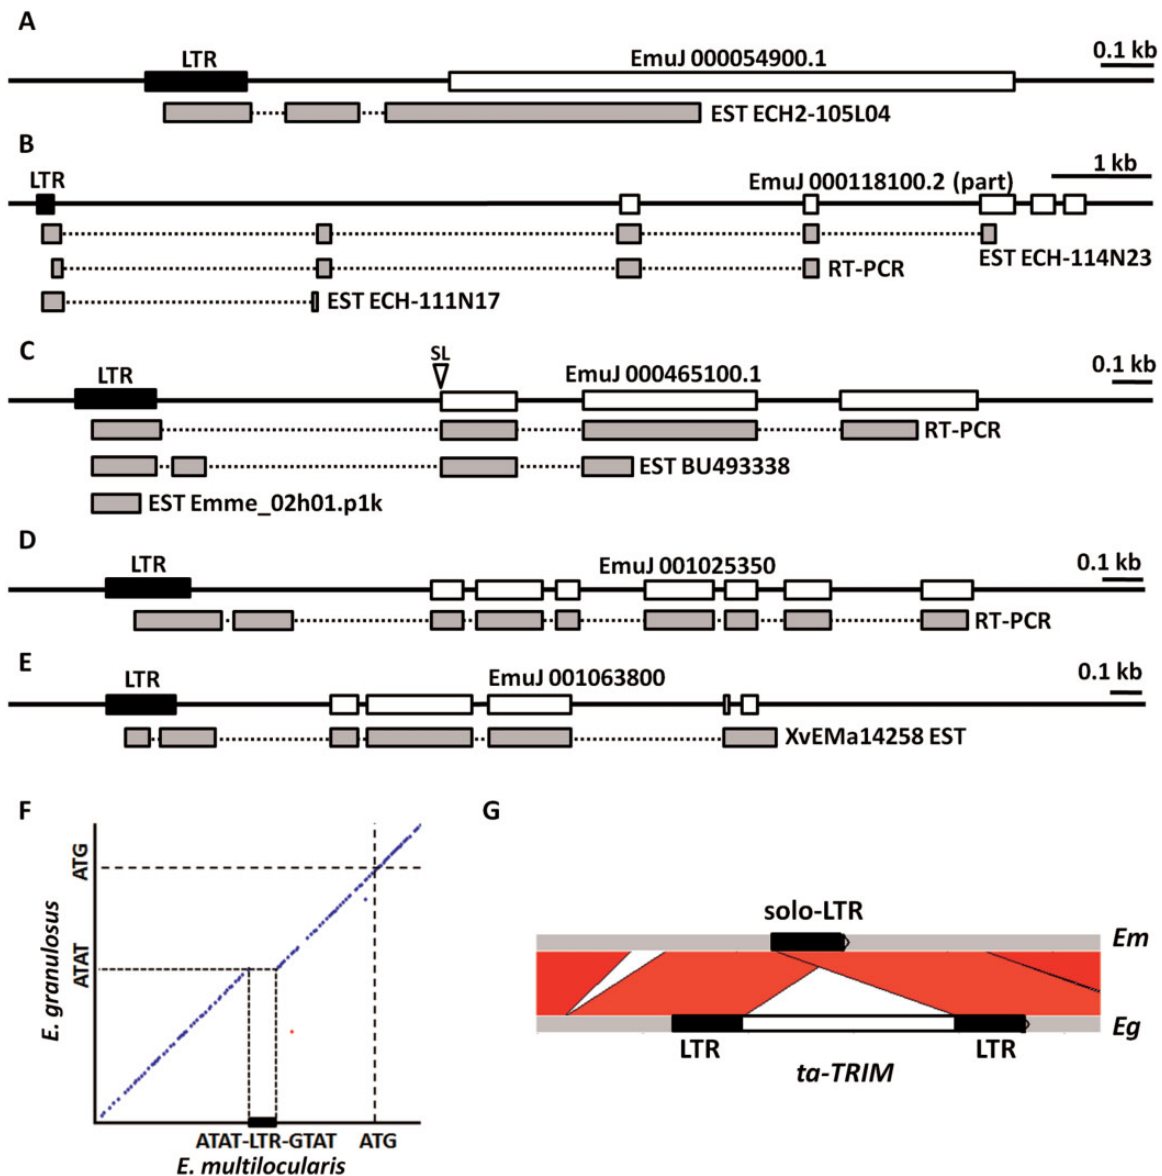 A
LTR
EmuJ 000054900.1
0.1 kb
EST ECH2-105L04
B
LTR
EmuJ 000118100.2 (part)
1 kb
EST ECH-114N23
RT-PCR
EST ECH-111N17
C
LTR
SL
EmuJ 000465100.1
0.1 kb
RT-PCR
EST BU493338
EST Emme_02h01.p1k
D
LTR
EmuJ 001025350
0.1 kb
RT-PCR
E
LTR
EmuJ 001063800
0.1 kb
XvEMa14258 EST
F
E. granulosus
ATG
ATAT
ATAT-LTR-GTAT
ATG
E. multilocularis
G
solo-LTR
Em
Eg
LTR
LTR
ta-TRIM